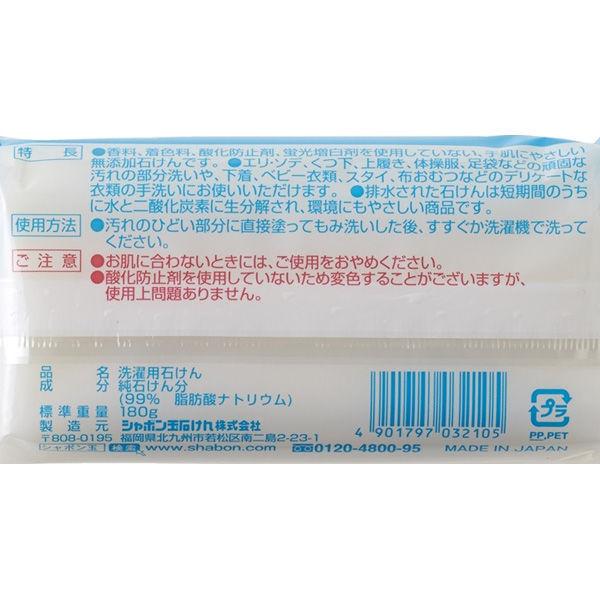 特長 ●香料、着色料、酸化防止剤、蛍光増白剤を使用していない、手肌にやさしい
無添加石けんです。●エリ・ソデ、くつ下、上履き、体操服、足袋などの頑固な
汚れの部分洗いや、下着、ベビー衣類、スタイ、布おむつなどのデリケートな
衣類の手洗いにお使いいただけます。●排水された石けんは短期間のうち
に水と二酸化炭素に生分解され、環境にもやさしい商品です。
使用方法 ●汚れのひどい部分に直接塗ってもみ洗いした後、すすぐか洗濯機で洗って
ください。
ご注意 ●お肌に合わないときには、ご使用をおやめください。
●酸化防止剤を使用していないため変色することがございますが、
使用上問題ありません。
品名 洗濯用石けん
成分 純石けん分
(99% 脂肪酸ナトリウム)
標準重量 180g
製造元 シャボン玉石けん株式会社
〒808-0195 福岡県北九州市若松区南二島2-23-1
シャボン玉 検索 www.shabon.com 0120-4800-95 MADE IN JAPAN
4 901797 032105
プラ
PP,PET